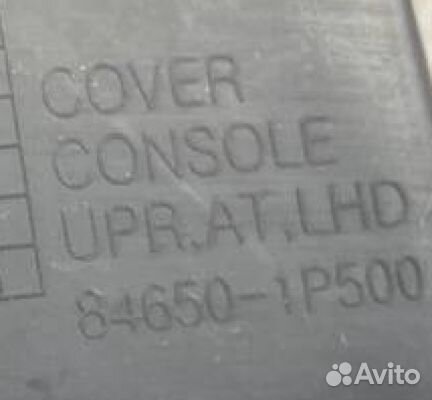 COVER
CONSOLE
UPR.AT.LHD
84650-1P500
Avito